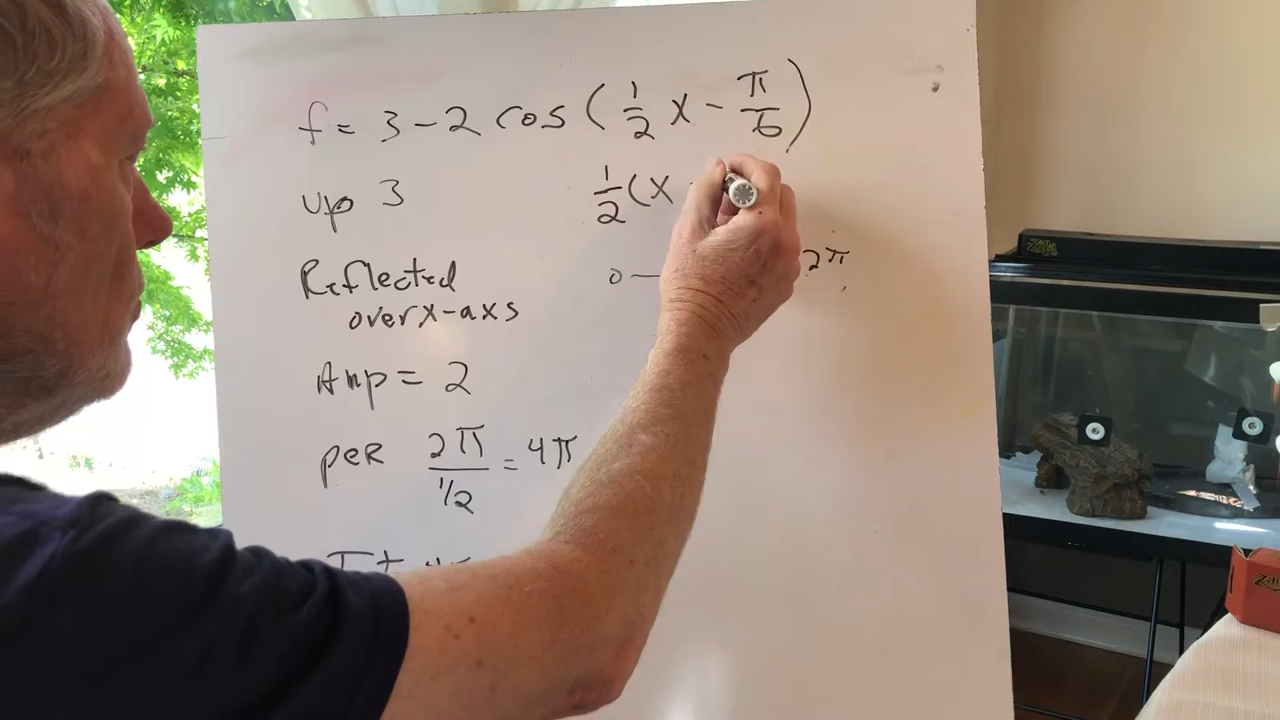 f = 3 - 2 cos ( 1/2 x - π/6 )
up 3
1/2 ( x
Reflected
over x-axs
0 — 2π
Amp = 2
per 2π / 1/2 = 4π
ZILLA